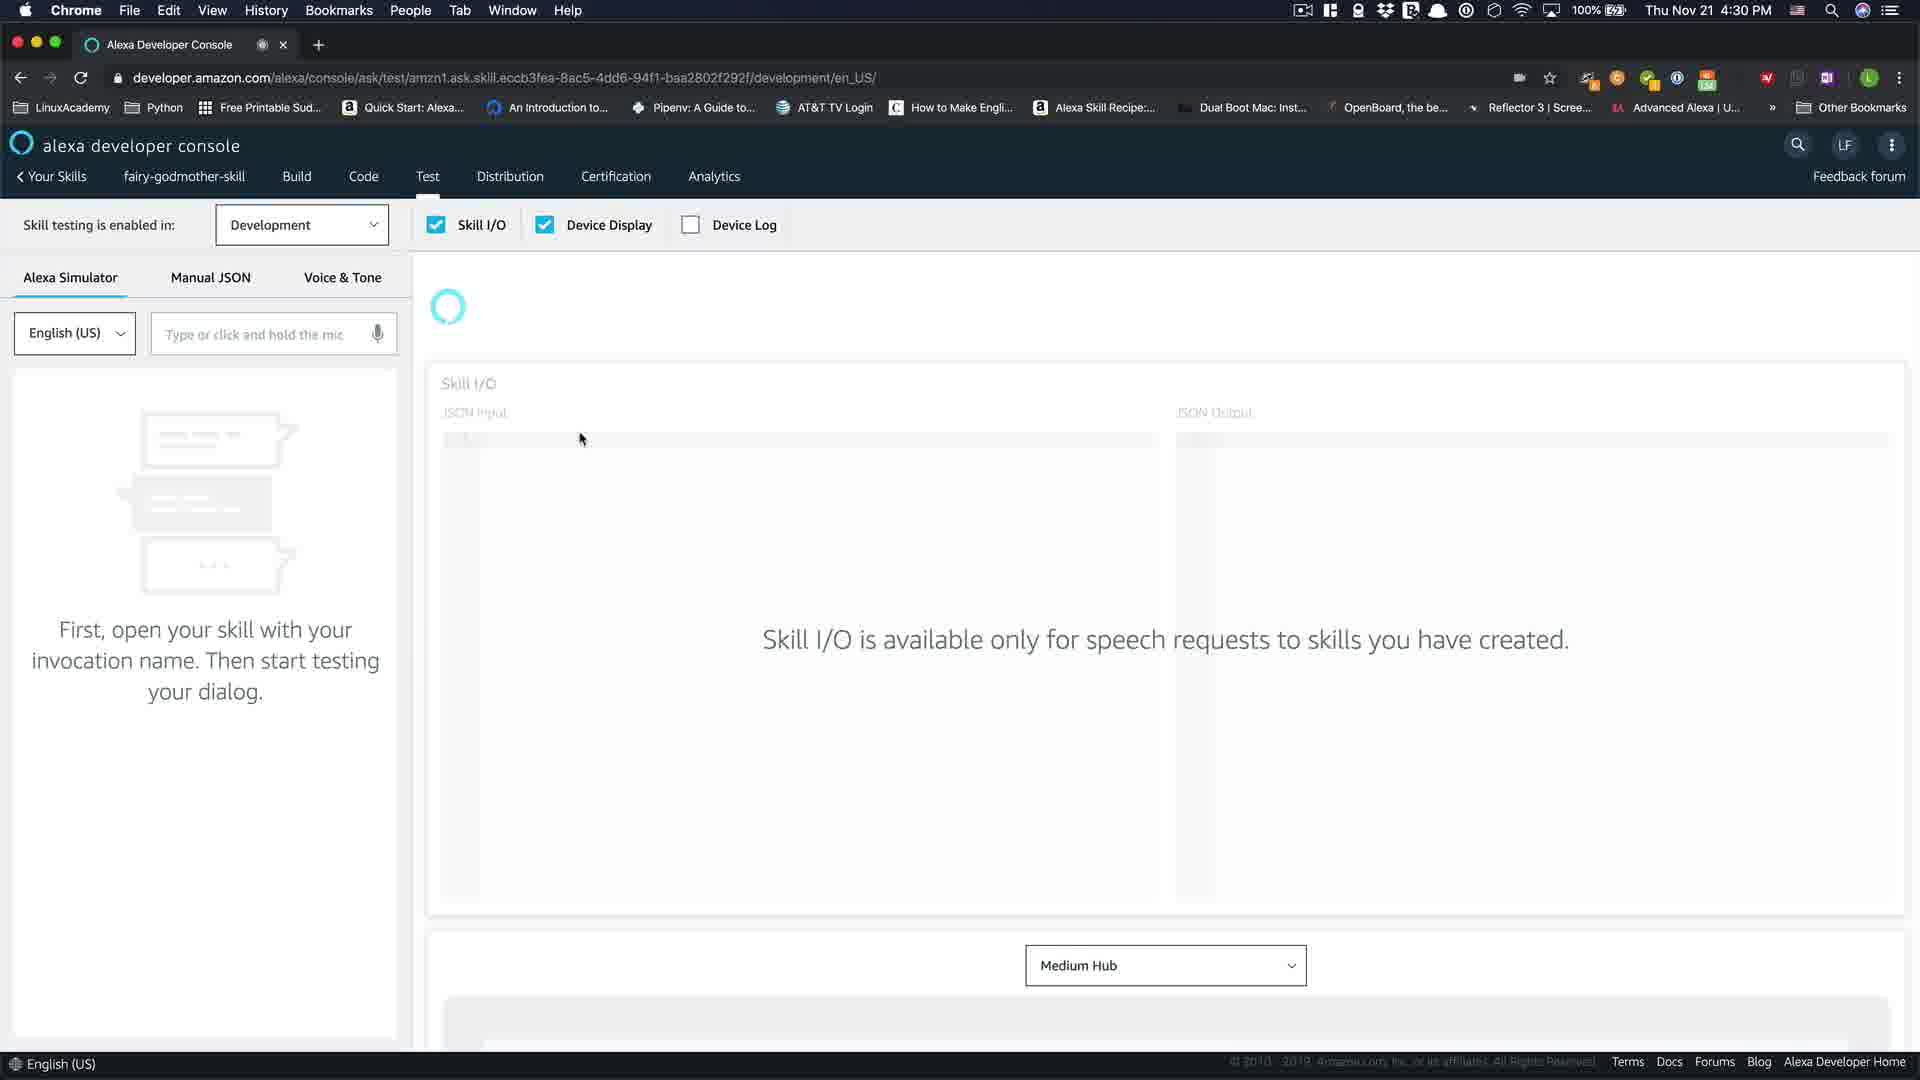 Chrome File Edit View History Bookmarks People Tab Window Help 100% Thu Nov 21 4:30 PM
Alexa Developer Console
developer.amazon.com/alexa/console/ask/test/amzn1.ask.skill.eccb3fea-8ac5-4dd6-94f1-baa2802f292f/development/en_US/
LinuxAcademy Python Free Printable Sud... Quick Start: Alexa... An Introduction to... Pipenv: A Guide to... AT&T TV Login How to Make Engli... Alexa Skill Recipe:... Dual Boot Mac: Inst... OpenBoard, the be... Reflector 3 | Scree... Advanced Alexa | U... » Other Bookmarks
alexa developer console LF
Your Skills fairy-godmother-skill Build Code Test Distribution Certification Analytics Feedback forum
Skill testing is enabled in: Development Skill I/O Device Display Device Log
Alexa Simulator Manual JSON Voice & Tone
English (US) Type or click and hold the mic
Skill I/O
JSON Input JSON Output
First, open your skill with your
invocation name. Then start testing
your dialog.
Skill I/O is available only for speech requests to skills you have created.
Medium Hub
English (US) © 2010 - 2019, Amazon.com, Inc. or its affiliates. All Rights Reserved. Terms Docs Forums Blog Alexa Developer Home